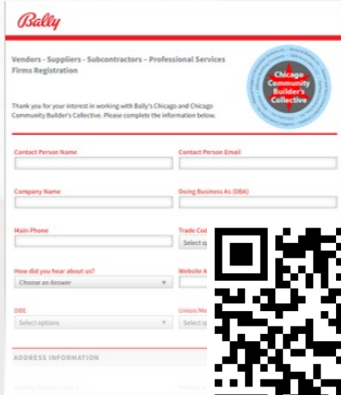 Bally
Vendors - Suppliers - Subcontractors - Professional Services
Firms Registration
Chicago
Community
Builder's
Collective
Thank you for your interest in working with Bally's Chicago and Chicago
Community Builder's Collective. Please complete the information below.
Contact Person Name
Contact Person Email
Company Name
Doing Business As (DBA)
Main Phone
Trade Cod
Select op
How did you hear about us?
Website A
Choose an Answer
DBE
Union/
Select options
Select o
ADDRESS INFORMATION